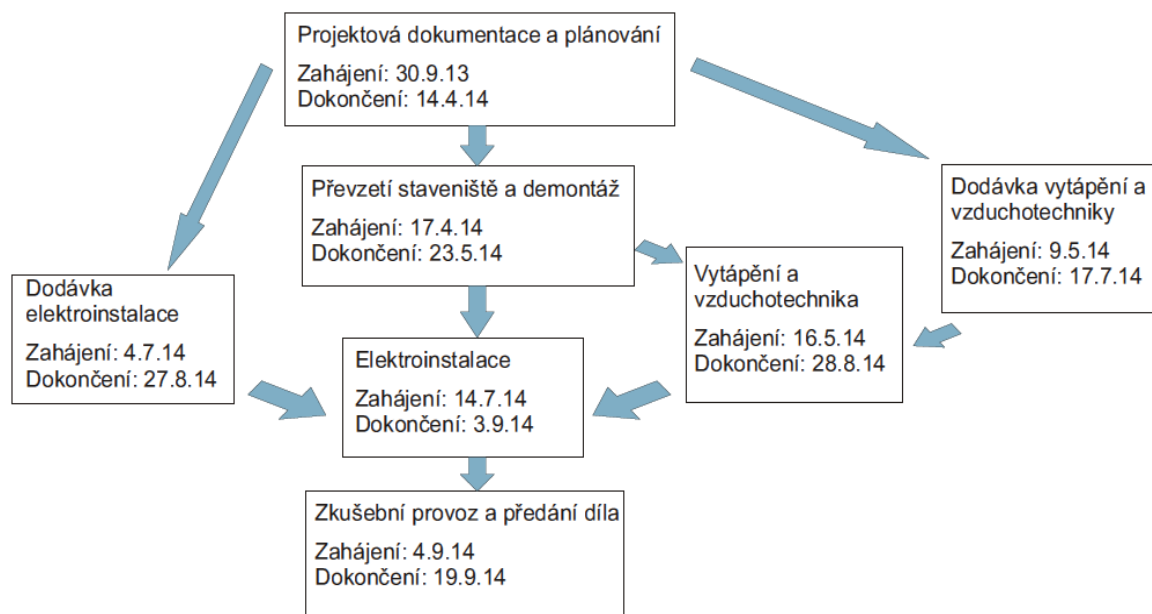 Projektová dokumentace a plánování
Zahájení: 30.9.13
Dokončení: 14.4.14
Převzetí staveniště a demontáž
Zahájení: 17.4.14
Dokončení: 23.5.14
Dodávka vytápění a
vzduchotechniky
Zahájení: 9.5.14
Dokončení: 17.7.14
Dodávka
elektroinstalace
Zahájení: 4.7.14
Dokončení: 27.8.14
Vytápění a
vzduchotechnika
Zahájení: 16.5.14
Dokončení: 28.8.14
Elektroinstalace
Zahájení: 14.7.14
Dokončení: 3.9.14
Zkušební provoz a předání díla
Zahájení: 4.9.14
Dokončení: 19.9.14